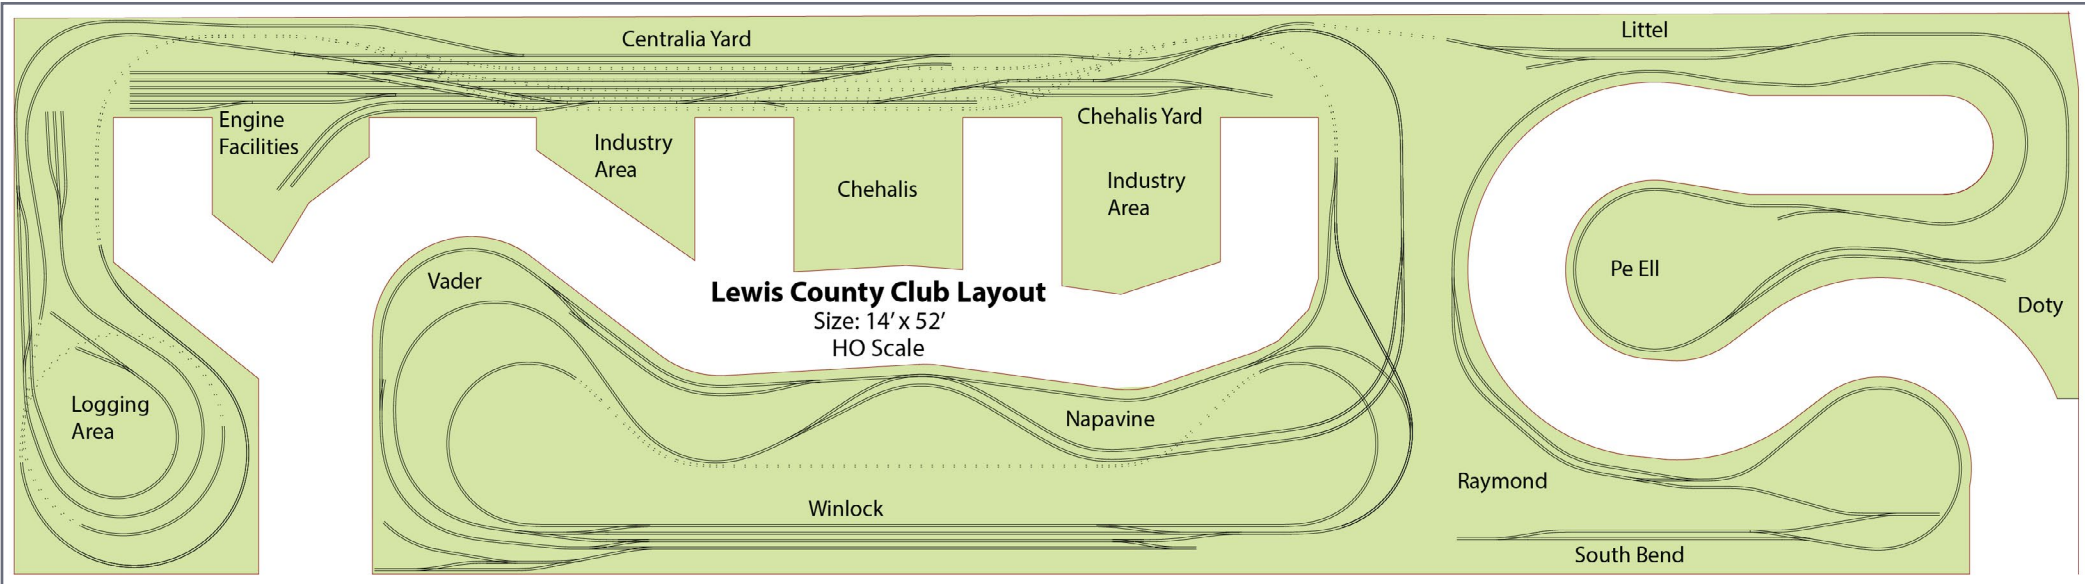 Centralia Yard
Littel
Engine
Facilities
Industry
Area
Chehalis
Chehalis Yard
Industry
Area
Vader
Lewis County Club Layout
Size: 14’ x 52’
HO Scale
Pe Ell
Doty
Logging
Area
Napavine
Winlock
Raymond
South Bend